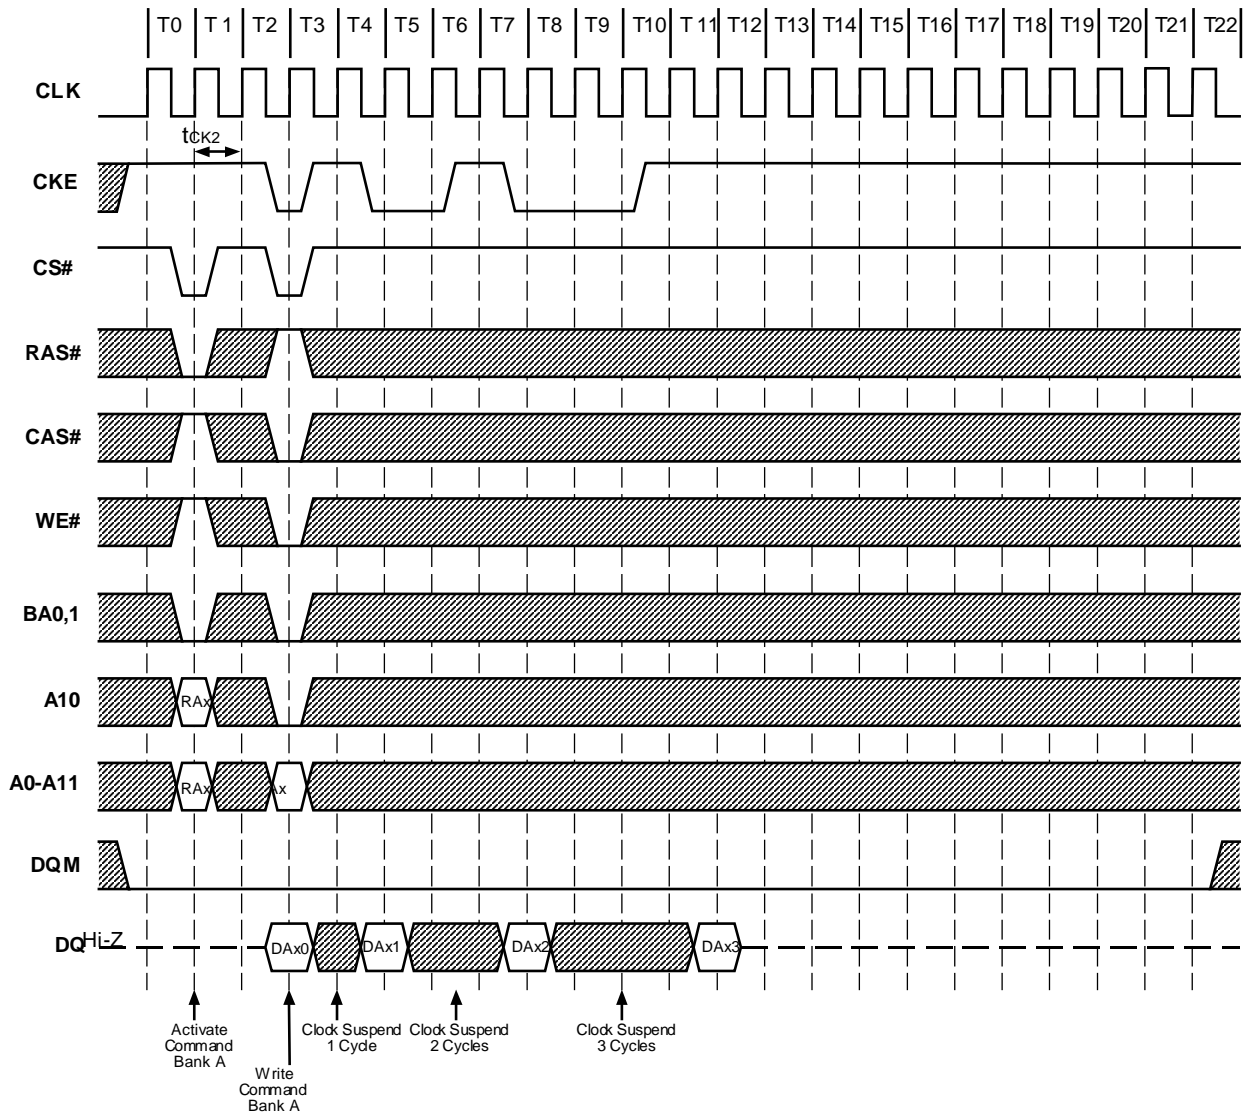 T0 T1 T2 T3 T4 T5 T6 T7 T8 T9 T10 T11 T12 T13 T14 T15 T16 T17 T18 T19 T20 T21 T22
CLK
tCK2
CKE
CS#
RAS#
CAS#
WE#
BA0,1
A10 RAx
A0-A11 RAx Ax
DQM
DQ Hi-Z DAx0 DAx1 DAx2 DAx3
Activate
Command
Bank A
Write
Command
Bank A
Clock Suspend
1 Cycle
Clock Suspend
2 Cycles
Clock Suspend
3 Cycles